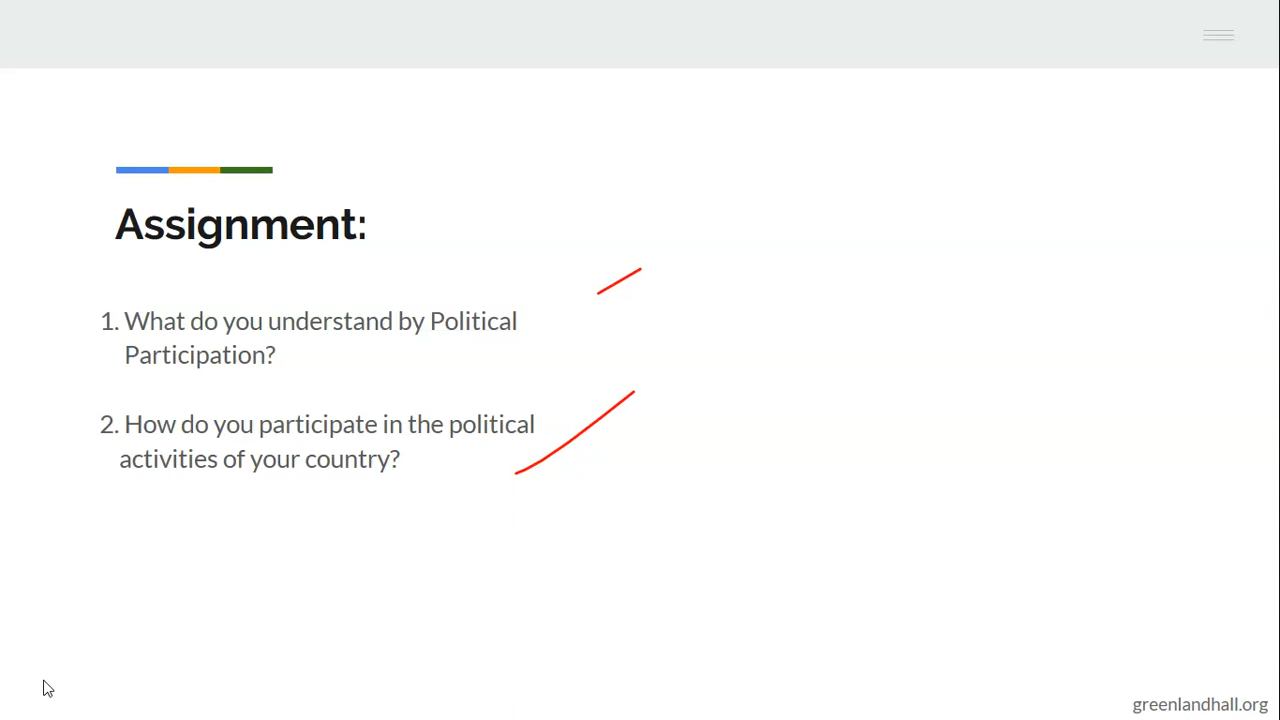 Assignment:
1. What do you understand by Political
Participation?
2. How do you participate in the political
activities of your country?
greenlandhall.org